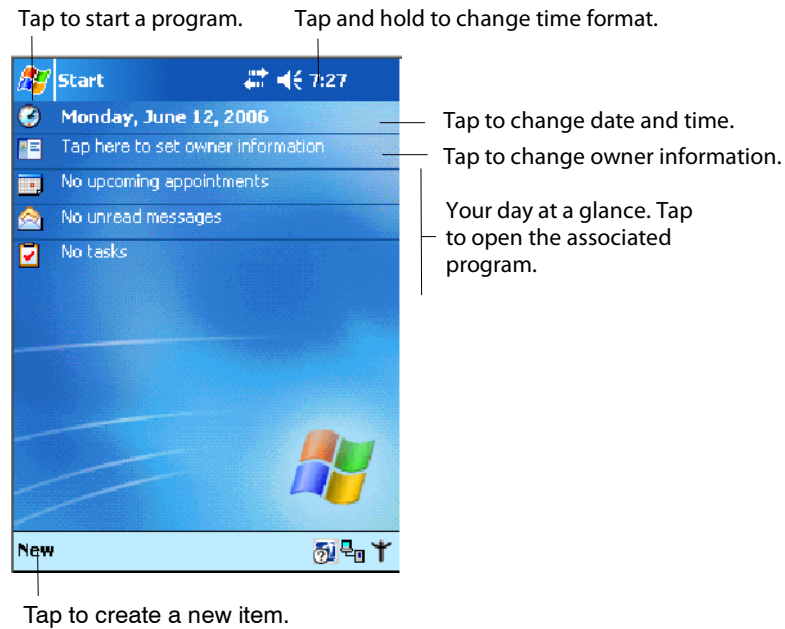 Tap to start a program.
Tap and hold to change time format.
Start
7:27
Monday, June 12, 2006
Tap to change date and time.
Tap here to set owner information
Tap to change owner information.
No upcoming appointments
No unread messages
No tasks
Your day at a glance. Tap
to open the associated
program.
New
Tap to create a new item.